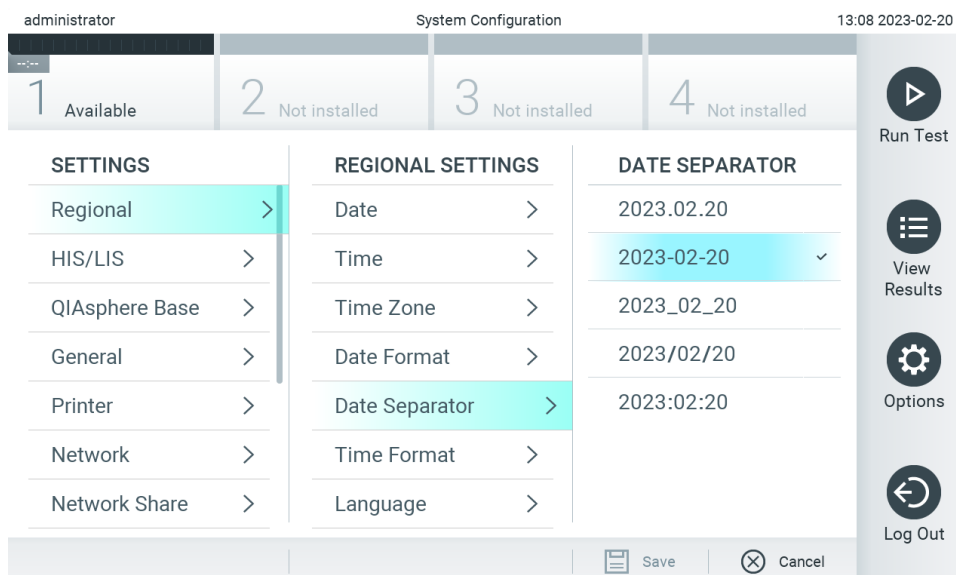 administrator
System Configuration
13:08 2023-02-20
--:--
1 Available
2 Not installed
3 Not installed
4 Not installed
Run Test
View
Results
Options
Log Out
SETTINGS
Regional
HIS/LIS
QIAsphere Base
General
Printer
Network
Network Share
REGIONAL SETTINGS
Date
Time
Time Zone
Date Format
Date Separator
Time Format
Language
DATE SEPARATOR
2023.02.20
2023-02-20
2023_02_20
2023/02/20
2023:02:20
Save
Cancel